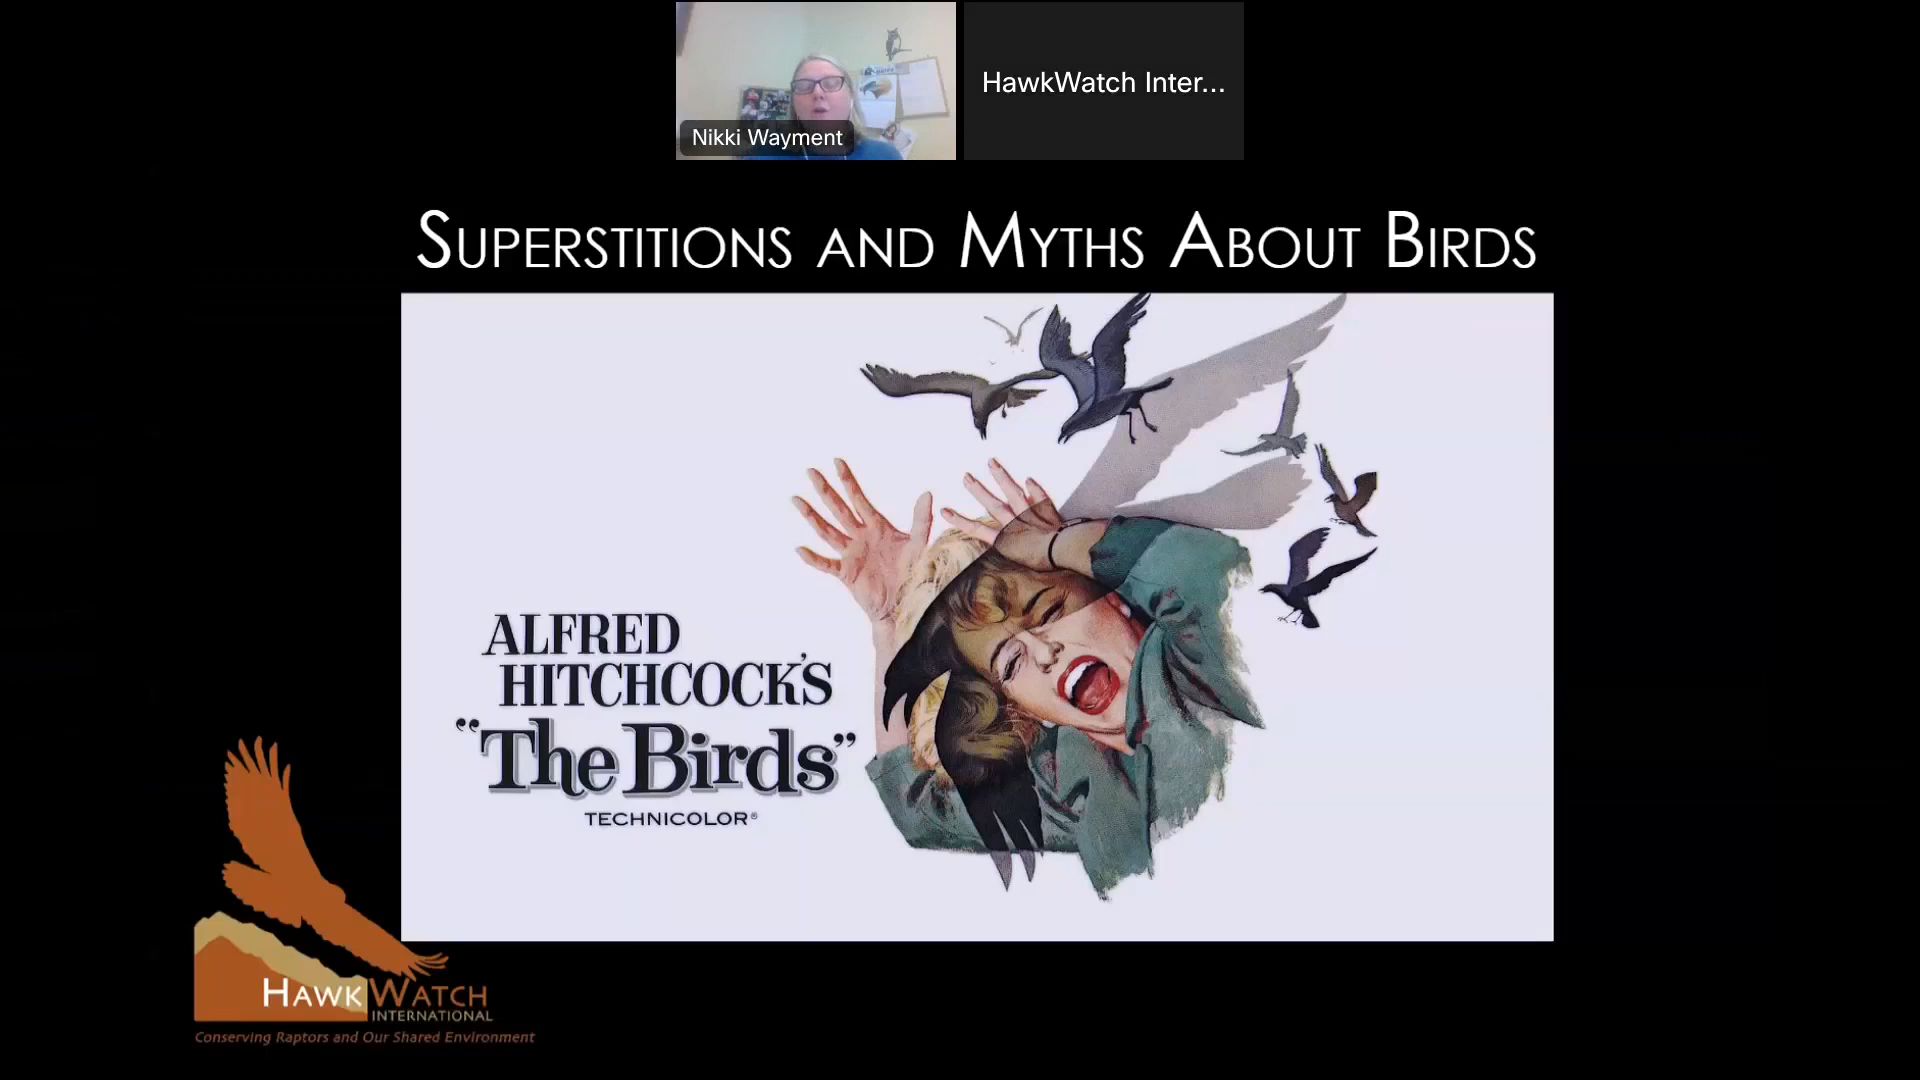 Nikki Wayment
HawkWatch Inter...
SUPERSTITIONS AND MYTHS ABOUT BIRDS
ALFRED
HITCHCOCK'S
“The Birds”
TECHNICOLOR®
HAWKWATCH
INTERNATIONAL
Conserving Raptors and Our Shared Environment